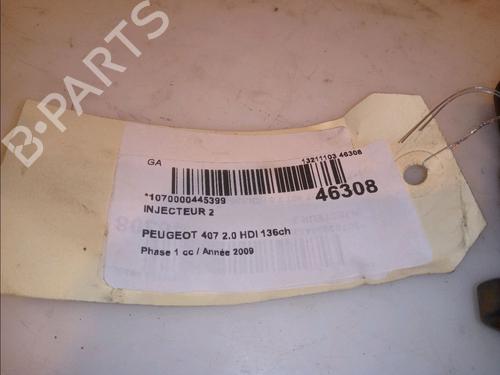 B-PARTS
GA
13211103 46308
*1070000445399
46308
INJECTEUR 2
PEUGEOT 407 2.0 HDI 136ch
Phase 1 cc / Année 2009